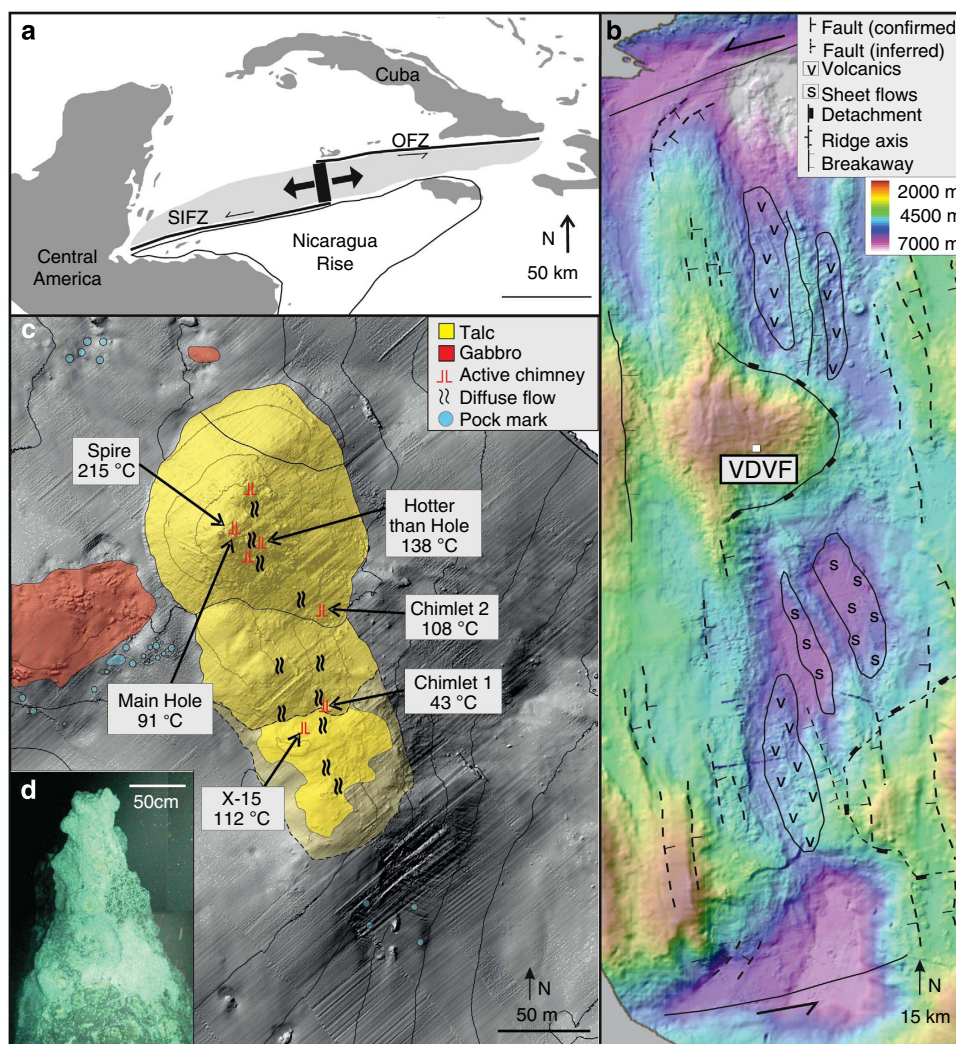 a
Cuba
OFZ
SIFZ
Central
America
Nicaragua
Rise
N
50 km
b
Fault (confirmed
Fault (inferred)
V Volcanics
S Sheet flows
Detachment
Ridge axis
Breakaway
2000 m
4500 m
7000 m
V
V
V
V
V
V
V
V
V
VDVF
S
S
S
S
S
S
S
S
S
V
V
V
V
V
V
V
V
N
15 km
c
Talc
Gabbro
Active chimney
Diffuse flow
Pock mark
Spire
215 °C
Hotter
than Hole
138 °C
Chimlet 2
108 °C
Main Hole
91 °C
Chimlet 1
43 °C
X-15
112 °C
N
50 m
d
50cm